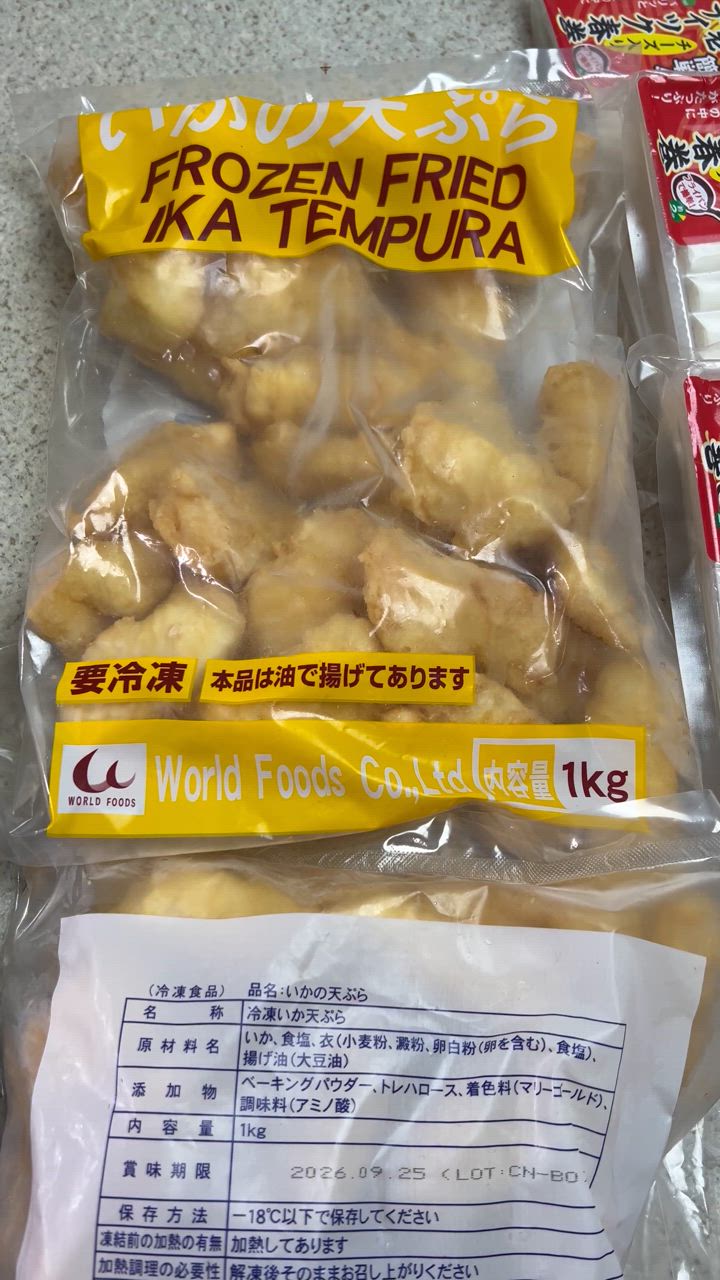 いかの天ぷら
FROZEN FRIED
IKA TEMPURA
チーズ入り
春巻
春巻
要冷凍
本品は油で揚げてあります
WORLD FOODS
World Foods Co.,Ltd
内容量 1kg
(冷凍食品) 品名:いかの天ぷら
名称 冷凍いか天ぷら
原材料名 いか、食塩、衣(小麦粉、澱粉、卵白粉(卵を含む)、食塩)、
揚げ油(大豆油)
添加物 ベーキングパウダー、トレハロース、着色料(マリーゴールド)、
調味料(アミノ酸)
内容量 1kg
賞味期限 2026.09.25 (LOT:CN-BO)
保存方法 -18℃以下で保存してください
凍結前の加熱の有無 加熱してあります
加熱調理の必要性 解凍後そのままお召し上がりください